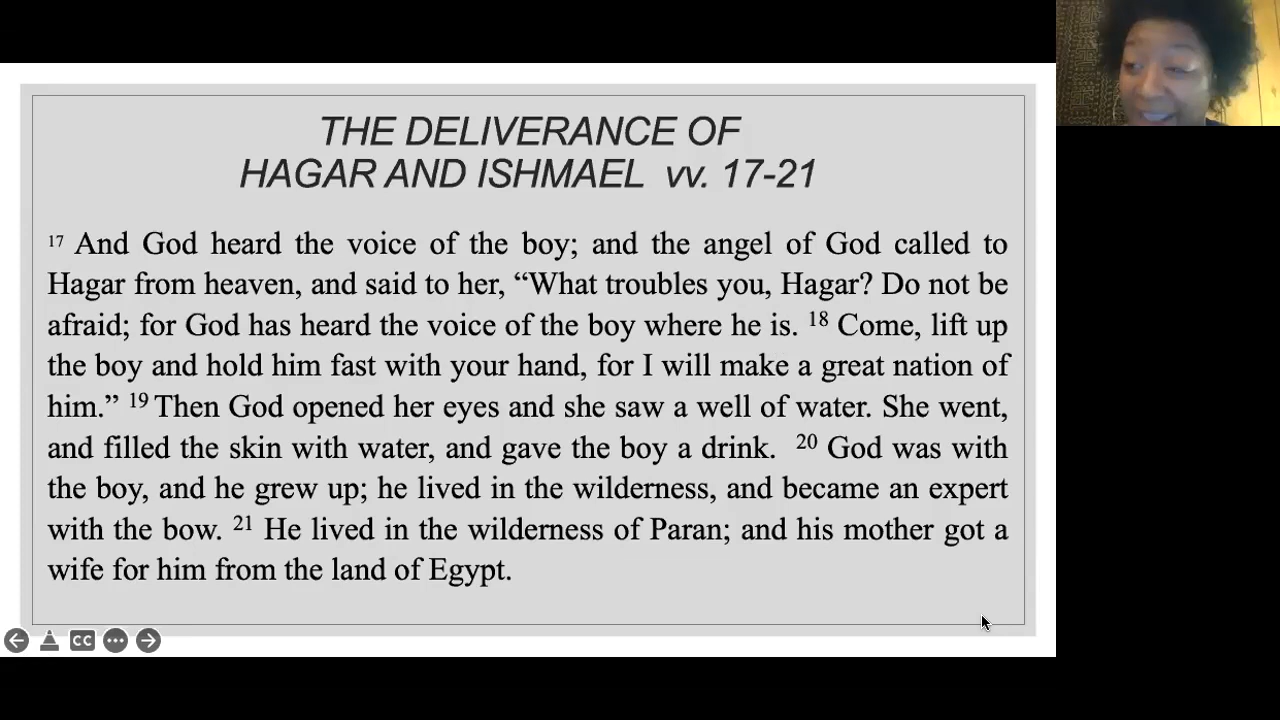 THE DELIVERANCE OF
HAGAR AND ISHMAEL vv. 17-21
17 And God heard the voice of the boy; and the angel of God called to
Hagar from heaven, and said to her, “What troubles you, Hagar? Do not be
afraid; for God has heard the voice of the boy where he is. 18 Come, lift up
the boy and hold him fast with your hand, for I will make a great nation of
him.” 19 Then God opened her eyes and she saw a well of water. She went,
and filled the skin with water, and gave the boy a drink. 20 God was with
the boy, and he grew up; he lived in the wilderness, and became an expert
with the bow. 21 He lived in the wilderness of Paran; and his mother got a
wife for him from the land of Egypt.
CC